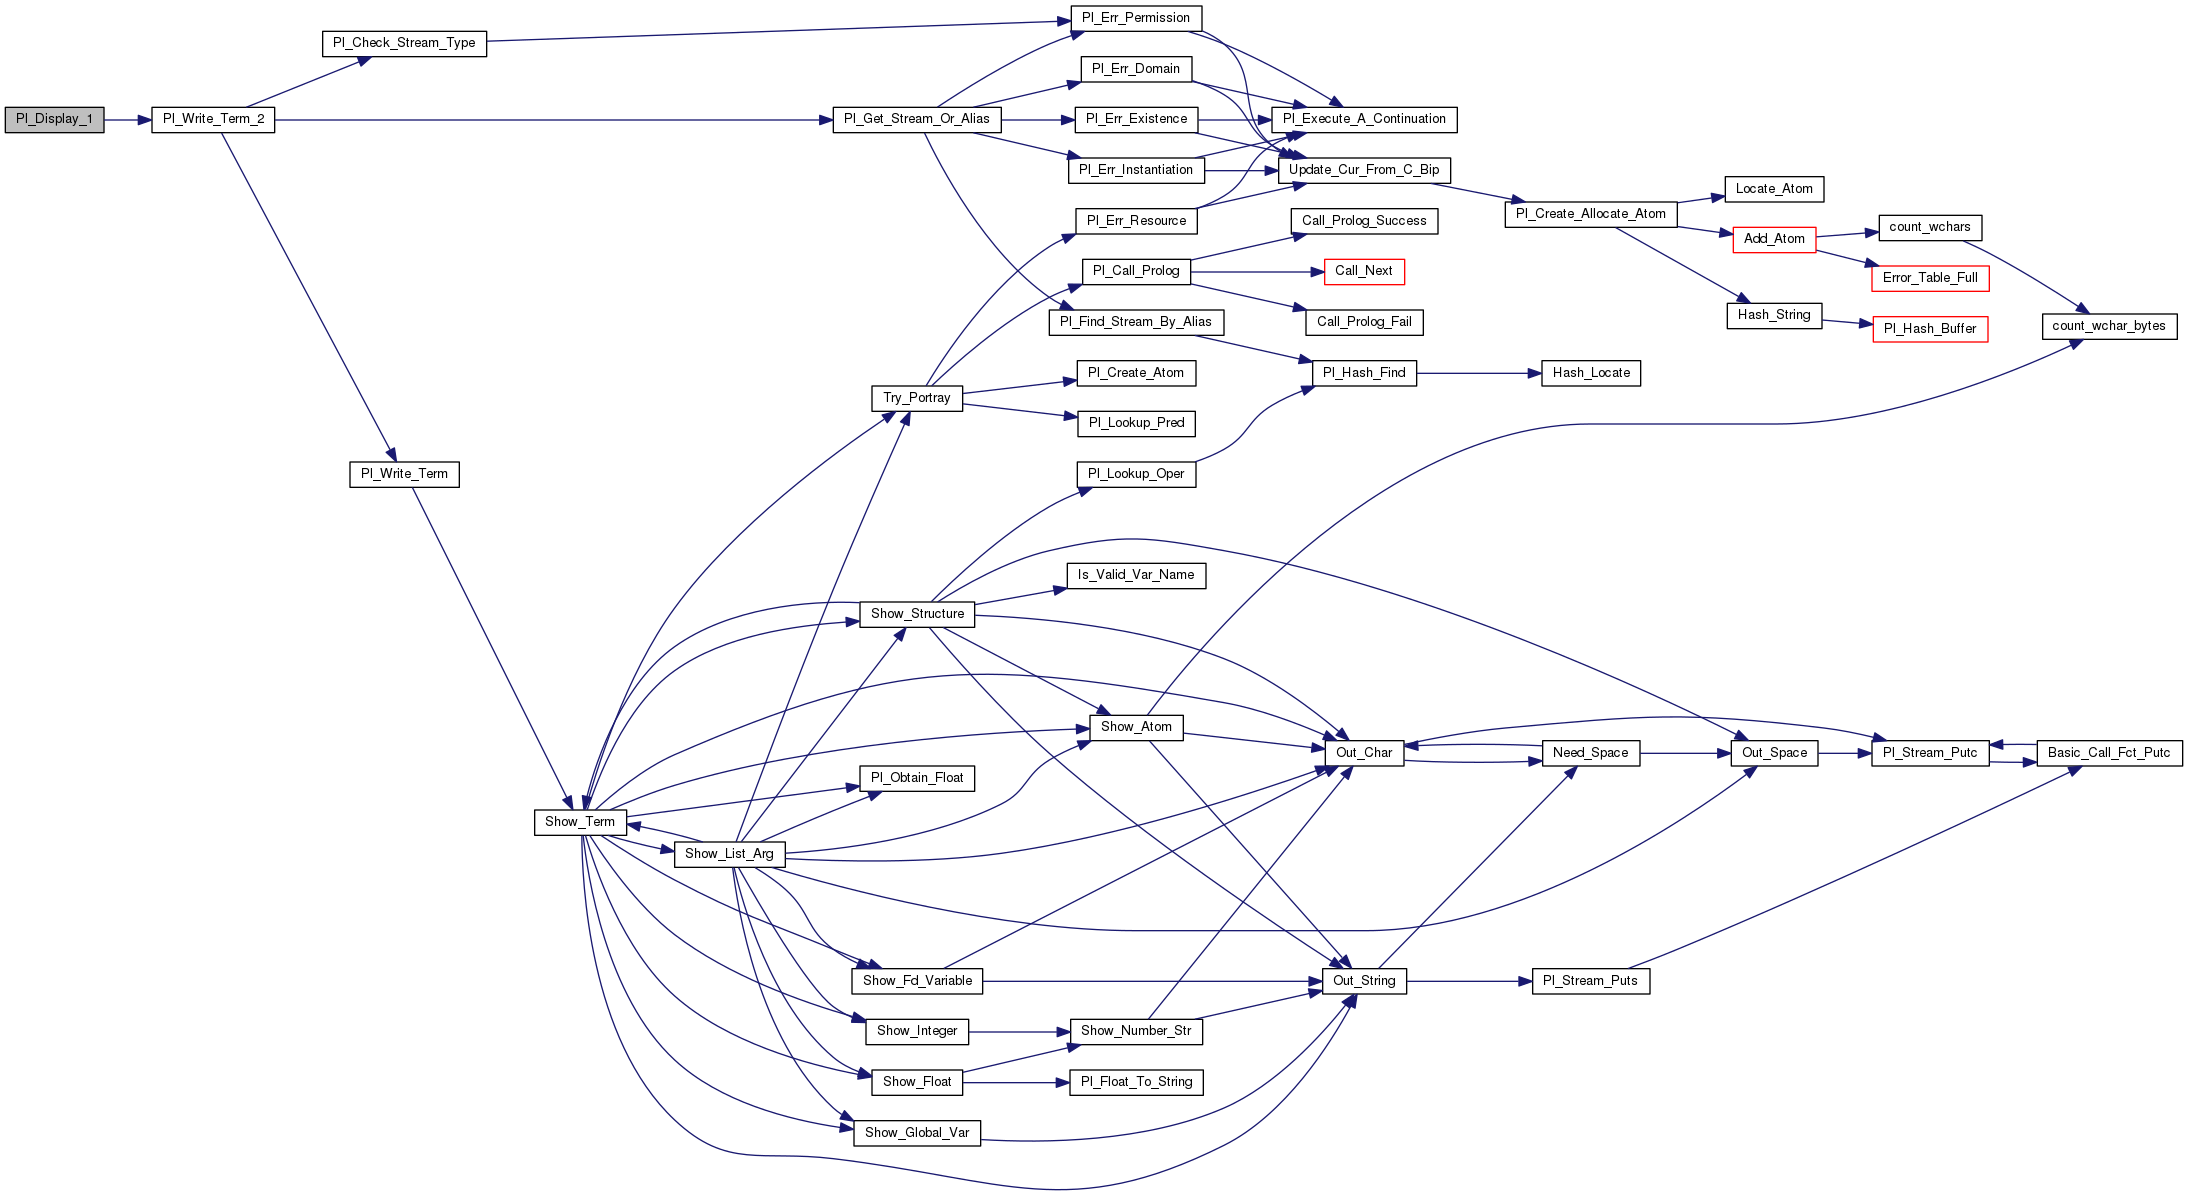 Pl_Err_Permission
Pl_Check_Stream_Type
Pl_Err_Domain
Pl_Display_1
Pl_Write_Term_2
Pl_Get_Stream_Or_Alias
Pl_Err_Existence
Pl_Execute_A_Continuation
Pl_Err_Instantiation
Update_Cur_From_C_Bip
Locate_Atom
Pl_Err_Resource
Call_Prolog_Success
Pl_Create_Allocate_Atom
Add_Atom
count_wchars
Pl_Call_Prolog
Call_Next
Error_Table_Full
Pl_Find_Stream_By_Alias
Call_Prolog_Fail
Hash_String
Pl_Hash_Buffer
count_wchar_bytes
Pl_Create_Atom
Pl_Hash_Find
Hash_Locate
Try_Portray
Pl_Lookup_Pred
Pl_Write_Term
Pl_Lookup_Oper
Is_Valid_Var_Name
Show_Structure
Show_Atom
Out_Char
Need_Space
Out_Space
Pl_Stream_Putc
Basic_Call_Fct_Putc
Pl_Obtain_Float
Show_Term
Show_List_Arg
Show_Fd_Variable
Out_String
Pl_Stream_Puts
Show_Integer
Show_Number_Str
Show_Float
Pl_Float_To_String
Show_Global_Var